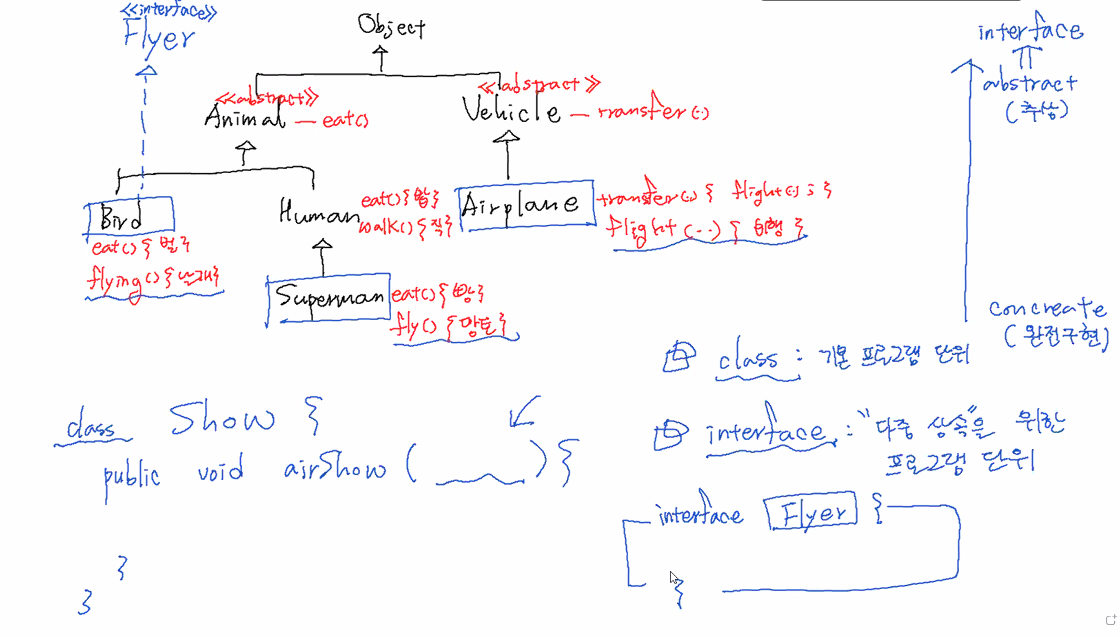 <<interface>>
Flyer
Object
<<abstract>>
Animal — eat()
<<abstract>>
Vehicle — transfer(·)
interface
abstract
(추상)
Bird
eat(){벌}
flying(){날개}
Human
eat(){밥}
walk(){직}
Airplane
transfer(·) { flight(·); }
flight (··) { 비행 }
Superman
eat(){빵}
fly() {망토}
concreate
(완전구현)
class : 기본 프로그램 단위
interface : "다중 상속"을 위한
프로그램 단위
interface Flyer {
}
class Show {
public void airShow ( ____ ) {
}
}